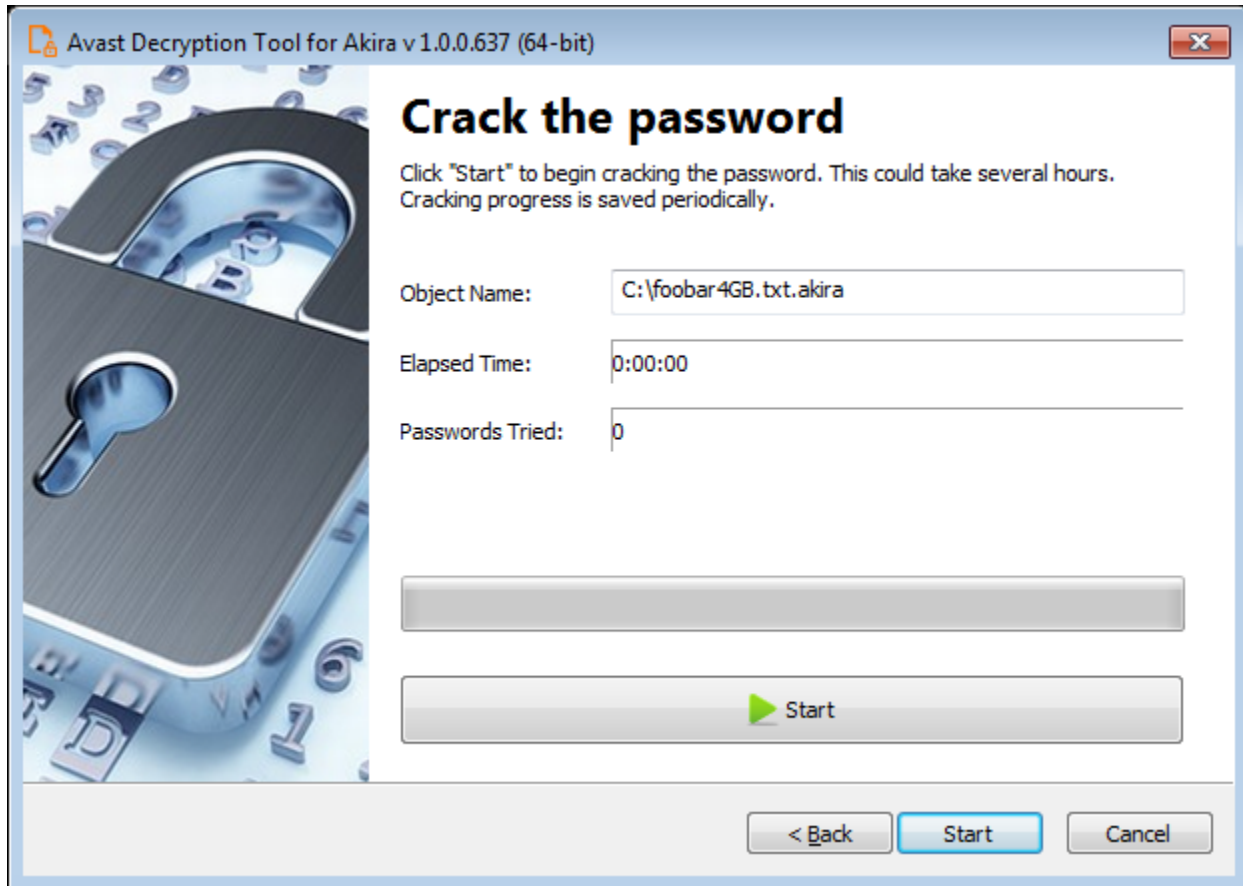 Avast Decryption Tool for Akira v 1.0.0.637 (64-bit)
Crack the password
Click "Start" to begin cracking the password. This could take several hours.
Cracking progress is saved periodically.
Object Name: C:\foobar4GB.txt.akira
Elapsed Time: 0:00:00
Passwords Tried: 0
Start
< Back Start Cancel